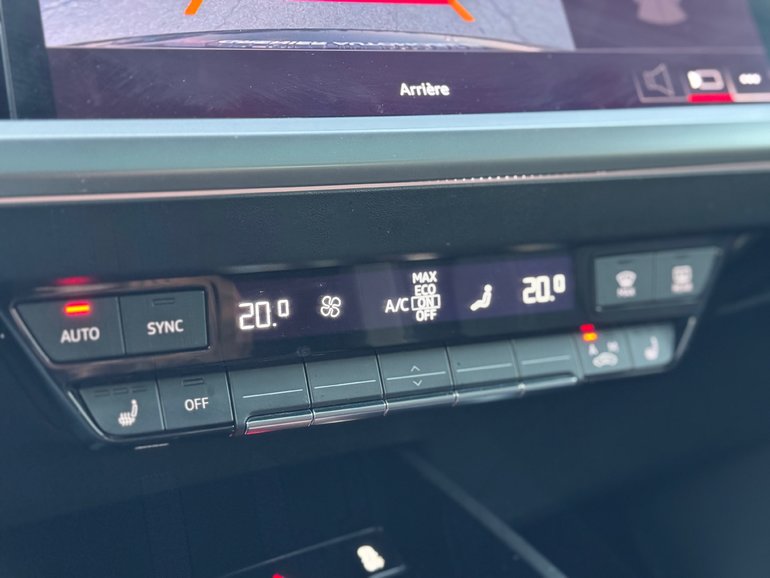 Arrière
MAX
ECO
20.0 A/C ON 20.0
OFF
AUTO SYNC
OFF
A M